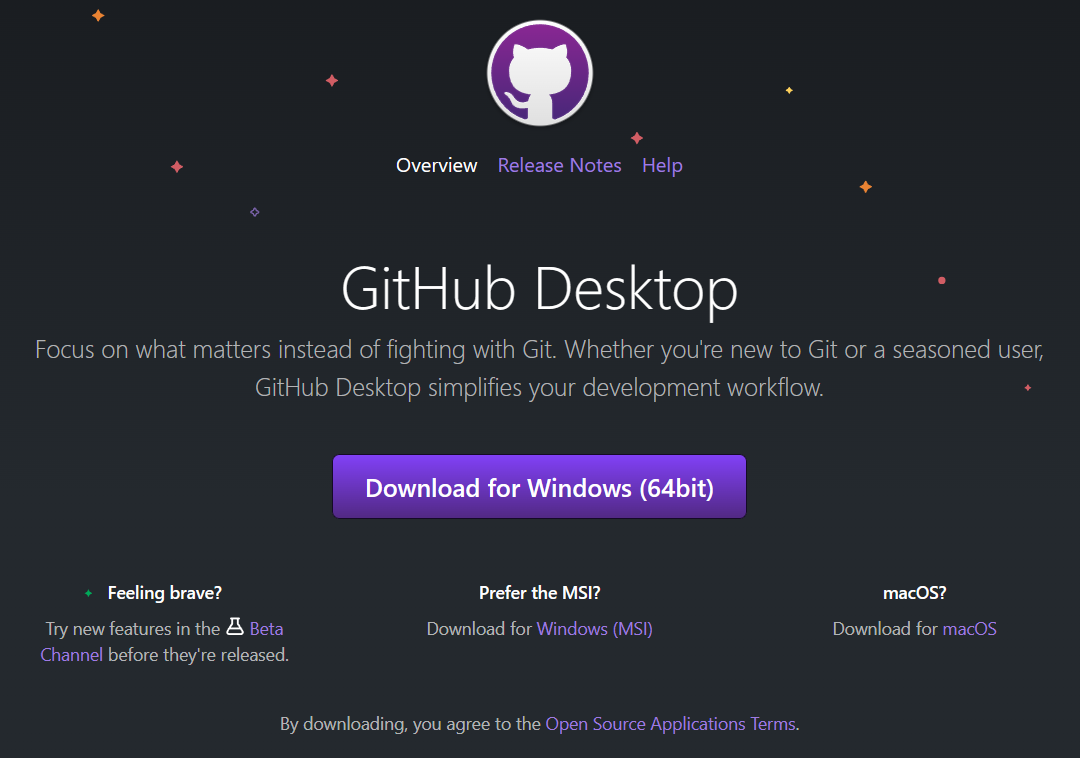 Overview Release Notes Help
GitHub Desktop
Focus on what matters instead of fighting with Git. Whether you're new to Git or a seasoned user,
GitHub Desktop simplifies your development workflow.
Download for Windows (64bit)
Feeling brave?
Try new features in the Beta
Channel before they're released.
Prefer the MSI?
Download for Windows (MSI)
macOS?
Download for macOS
By downloading, you agree to the Open Source Applications Terms.